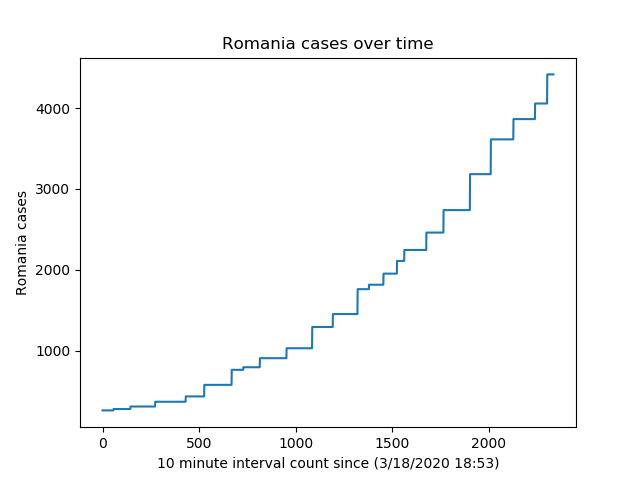 Romania cases over time
4000
3000
2000
1000
Romania cases
0 500 1000 1500 2000
10 minute interval count since (3/18/2020 18:53)